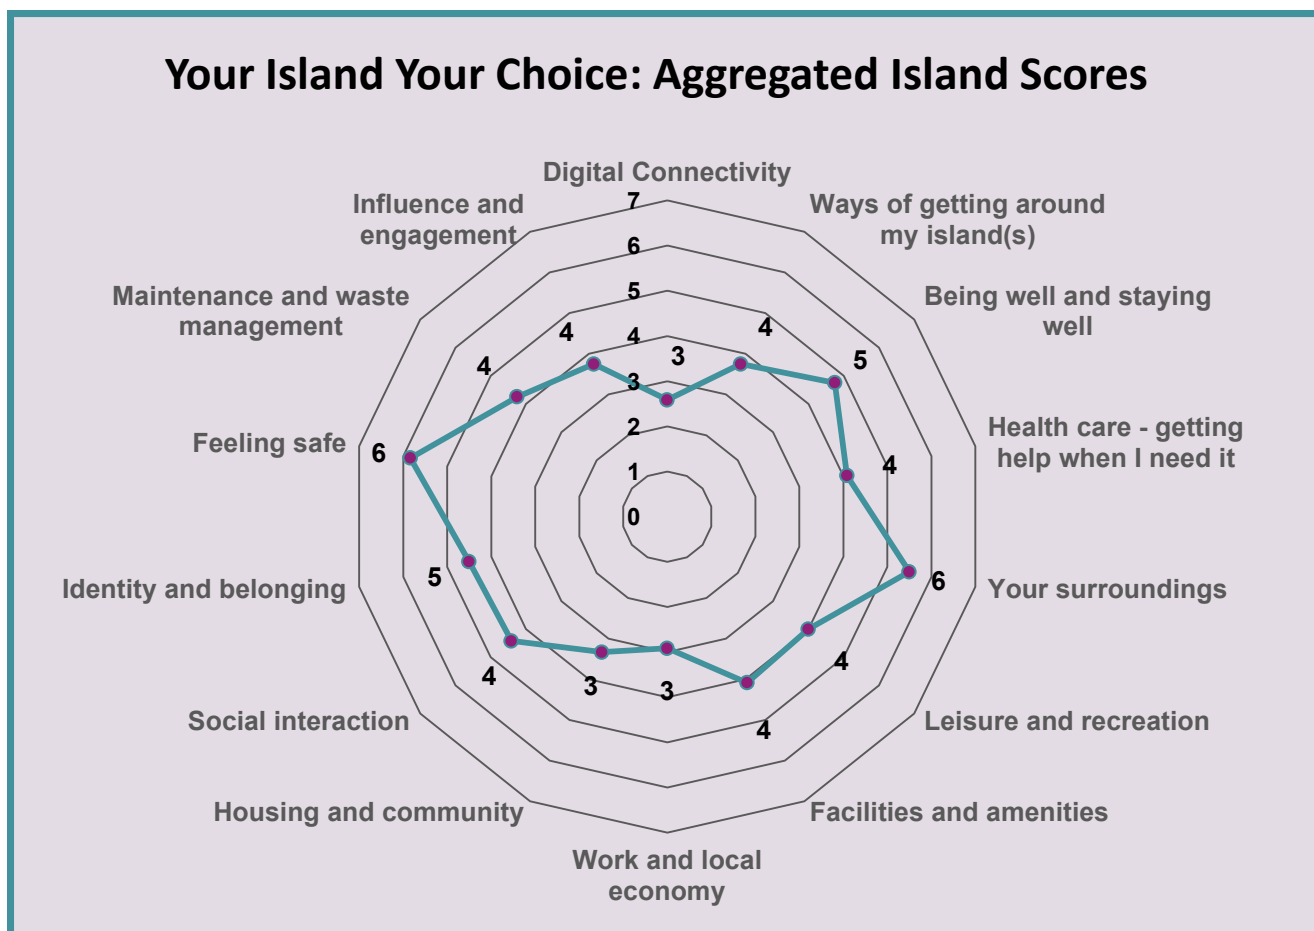 Your Island Your Choice: Aggregated Island Scores
Digital Connectivity
Ways of getting around
my island(s)
Being well and staying
well
Health care - getting
help when I need it
Your surroundings
Leisure and recreation
Facilities and amenities
Work and local
economy
Housing and community
Social interaction
Identity and belonging
Feeling safe
Maintenance and waste
management
Influence and
engagement
7
6
5
4
3
2
1
0
3
4
5
4
6
4
4
3
3
4
5
6
4
4